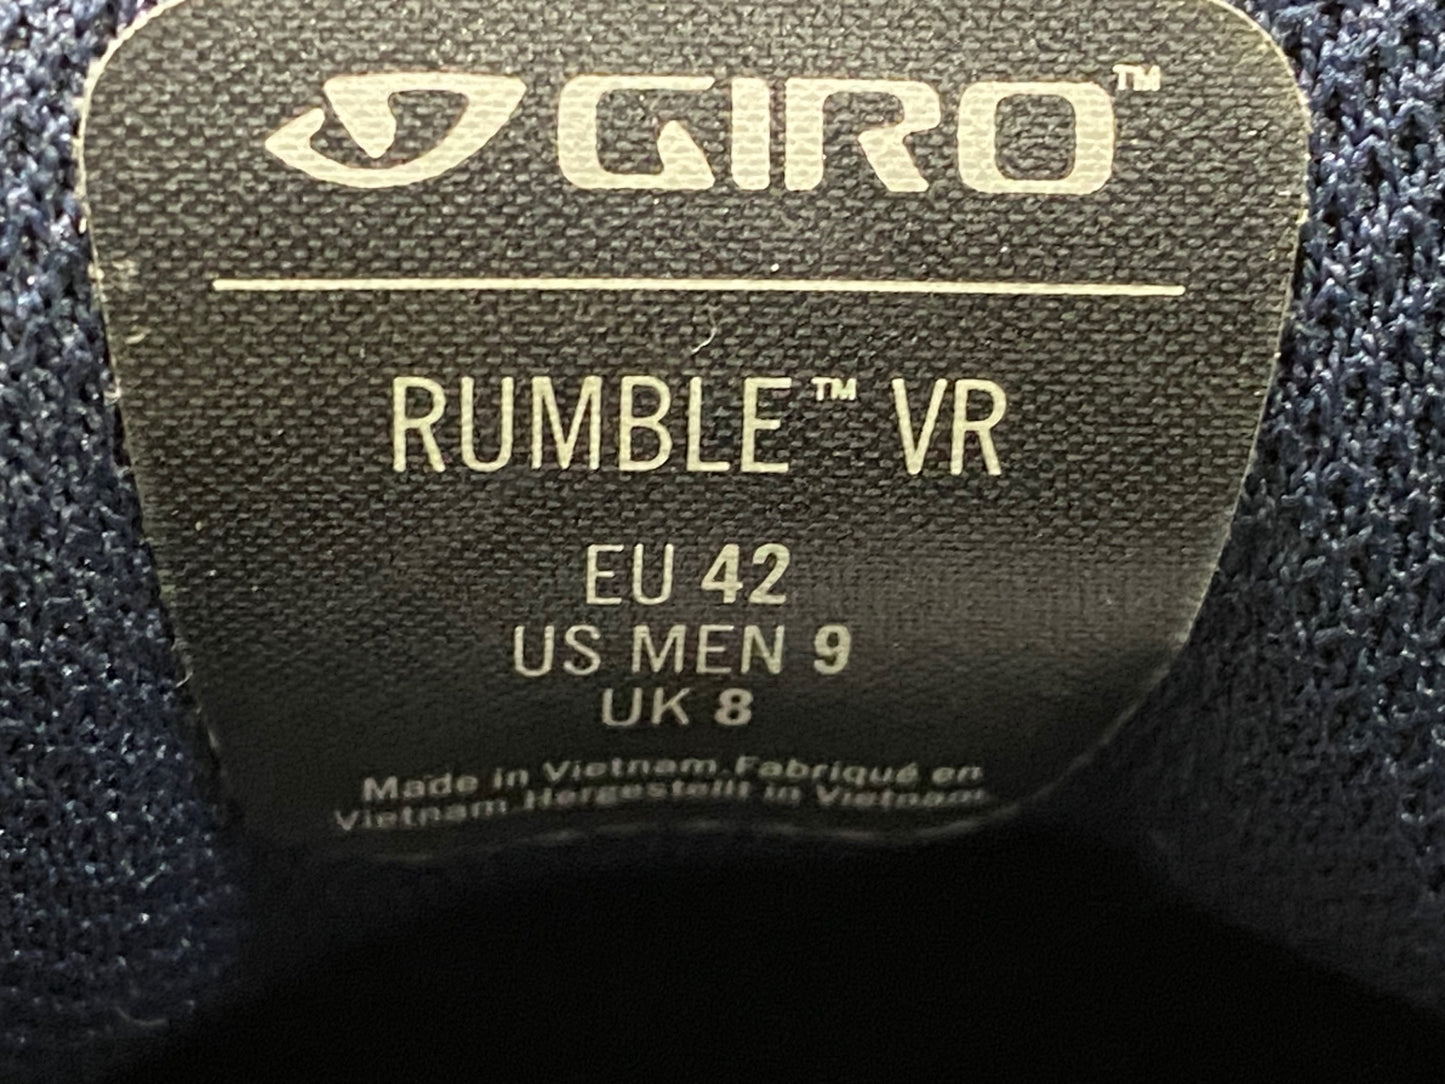 GIRO™
RUMBLE™ VR
EU 42
US MEN 9
UK 8
Made in Vietnam Fabriqué en
Vietnam Hergestellt in Vietnam